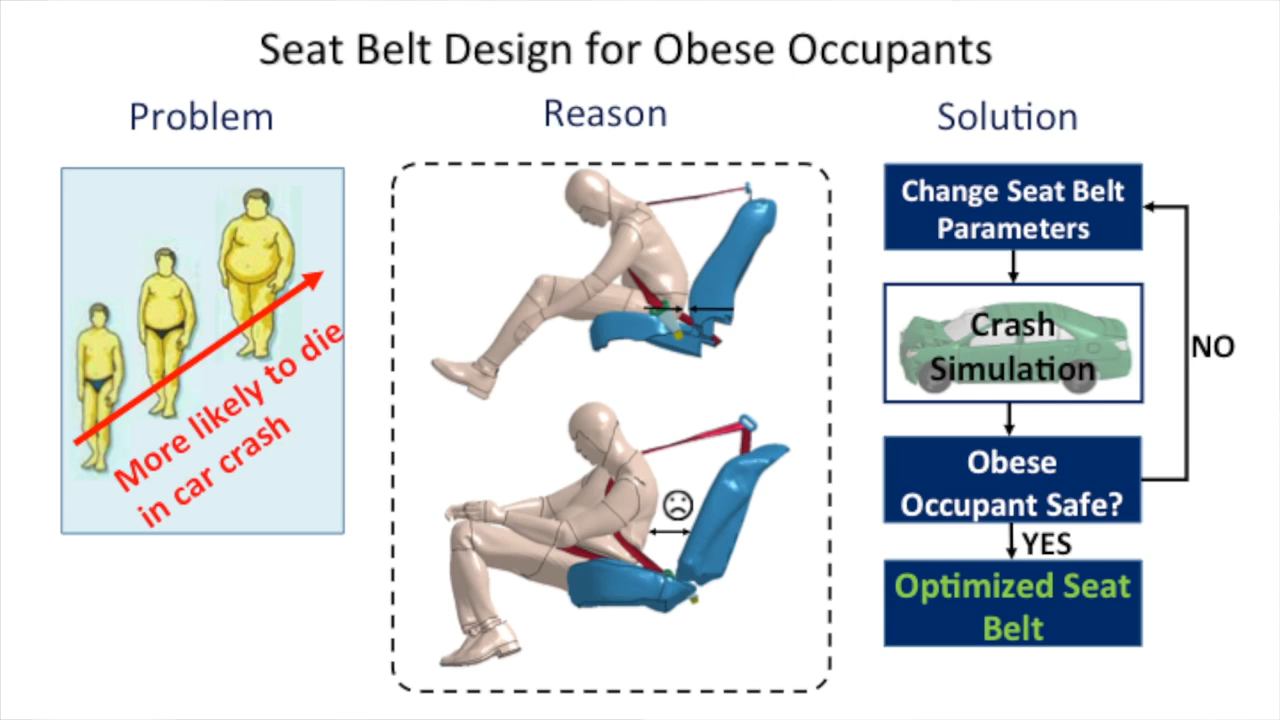 Seat Belt Design for Obese Occupants
Problem
Reason
Solution
More likely to die
in car crash
Change Seat Belt
Parameters
Crash
Simulation
NO
Obese
Occupant Safe?
YES
Optimized Seat
Belt